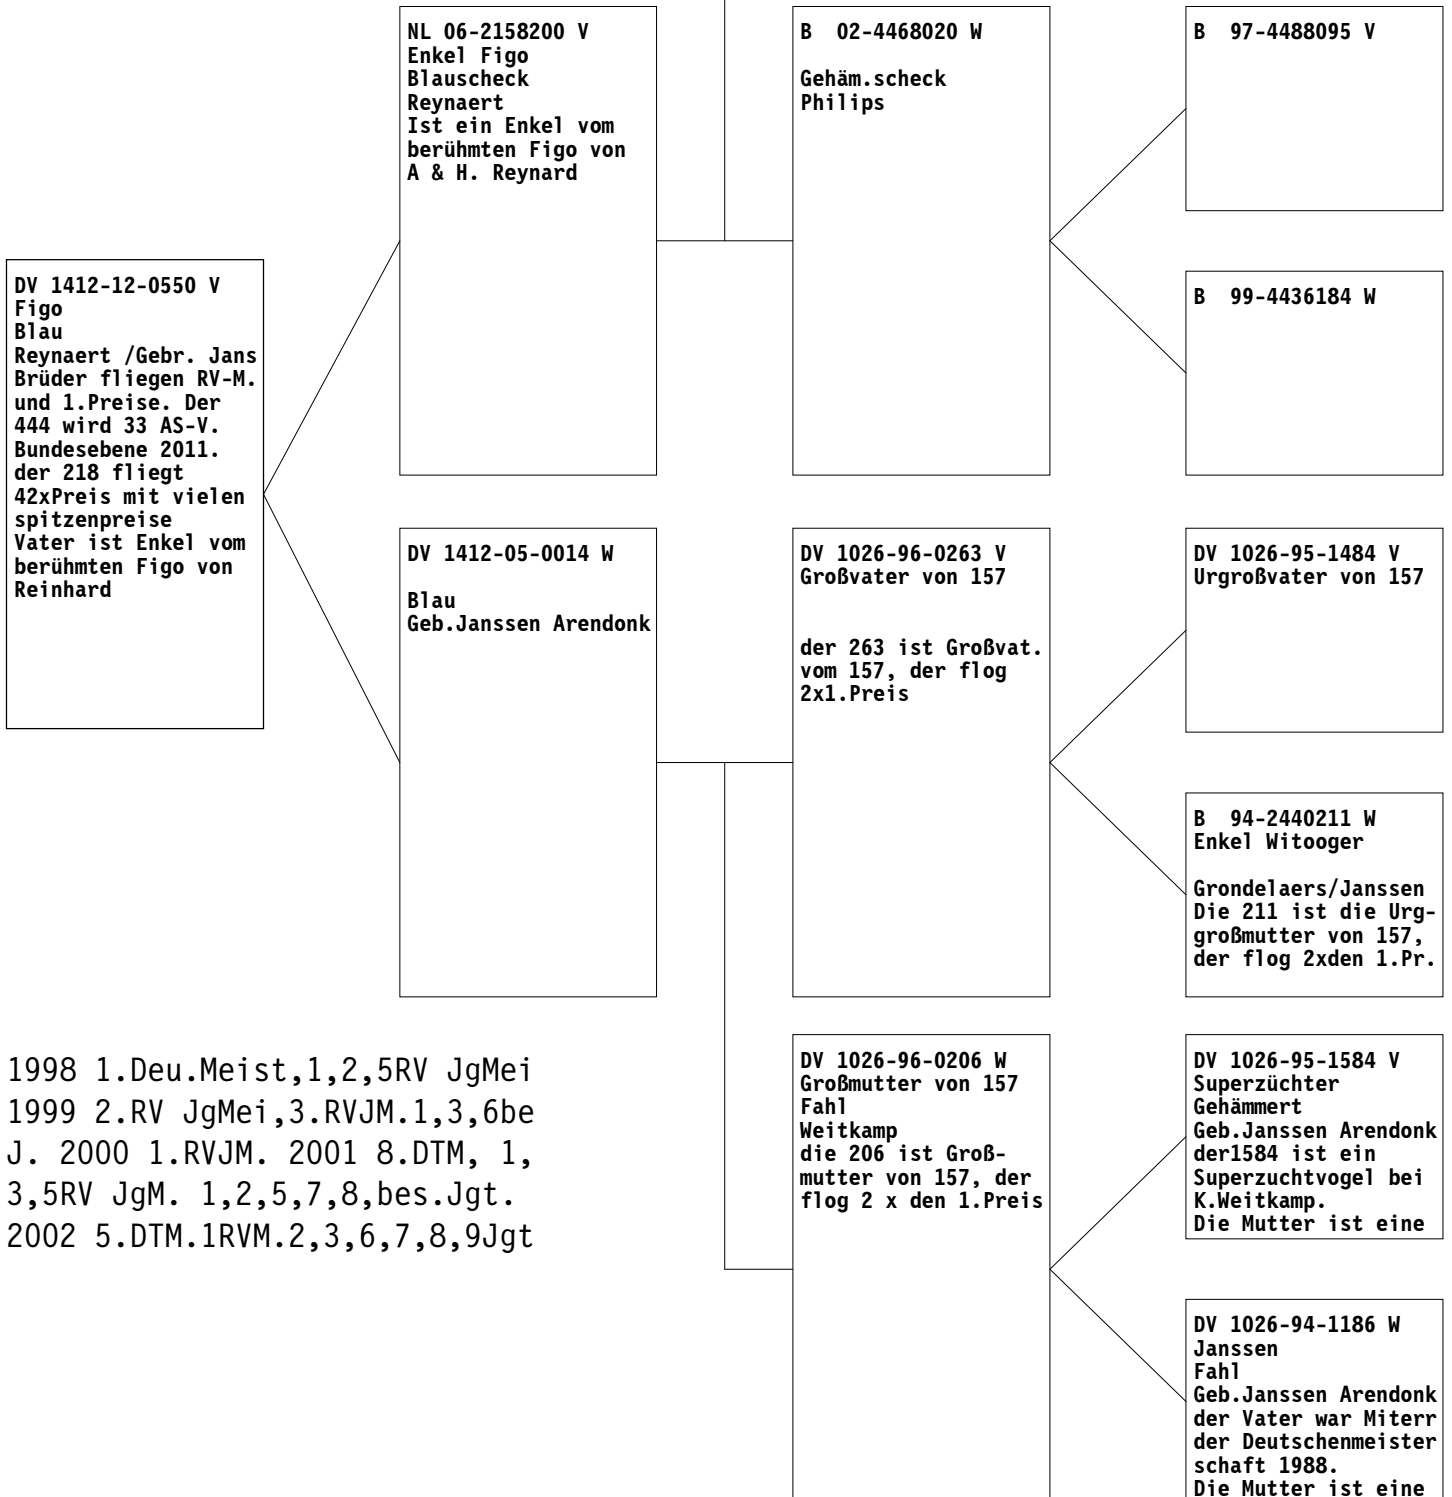 DV 1412-12-0550 V
Figo
Blau
Reynaert /Gebr. Jans
Brüder fliegen RV-M.
und 1.Preise. Der
444 wird 33 AS-V.
Bundesebene 2011.
der 218 fliegt
42xPreis mit vielen
spitzenpreise
Vater ist Enkel vom
berühmten Figo von
Reinhard
NL 06-2158200 V
Enkel Figo
Blauscheck
Reynaert
Ist ein Enkel vom
berühmten Figo von
A & H. Reynard
DV 1412-05-0014 W
Blau
Geb.Janssen Arendonk
B  02-4468020 W
Gehäm.scheck
Philips
DV 1026-96-0263 V
Großvater von 157
der 263 ist Großvat.
vom 157, der flog
2x1.Preis
DV 1026-96-0206 W
Großmutter von 157
Fahl
Weitkamp
die 206 ist Groß-
mutter von 157, der
flog 2 x den 1.Preis
B  97-4488095 V
B  99-4436184 W
DV 1026-95-1484 V
Urgroßvater von 157
B  94-2440211 W
Enkel Witooger
Grondelaers/Janssen
Die 211 ist die Urg-
großmutter von 157,
der flog 2xden 1.Pr.
DV 1026-95-1584 V
Superzüchter
Gehämmert
Geb.Janssen Arendonk
der1584 ist ein
Superzuchtvogel bei
K.Weitkamp.
Die Mutter ist eine
DV 1026-94-1186 W
Janssen
Fahl
Geb.Janssen Arendonk
der Vater war Miterr
der Deutschenmeister
schaft 1988.
Die Mutter ist eine
1998 1.Deu.Meist,1,2,5RV JgMei
1999 2.RV JgMei,3.RVJM.1,3,6be
J. 2000 1.RVJM. 2001 8.DTM, 1,
3,5RV JgM. 1,2,5,7,8,bes.Jgt.
2002 5.DTM.1RVM.2,3,6,7,8,9Jgt